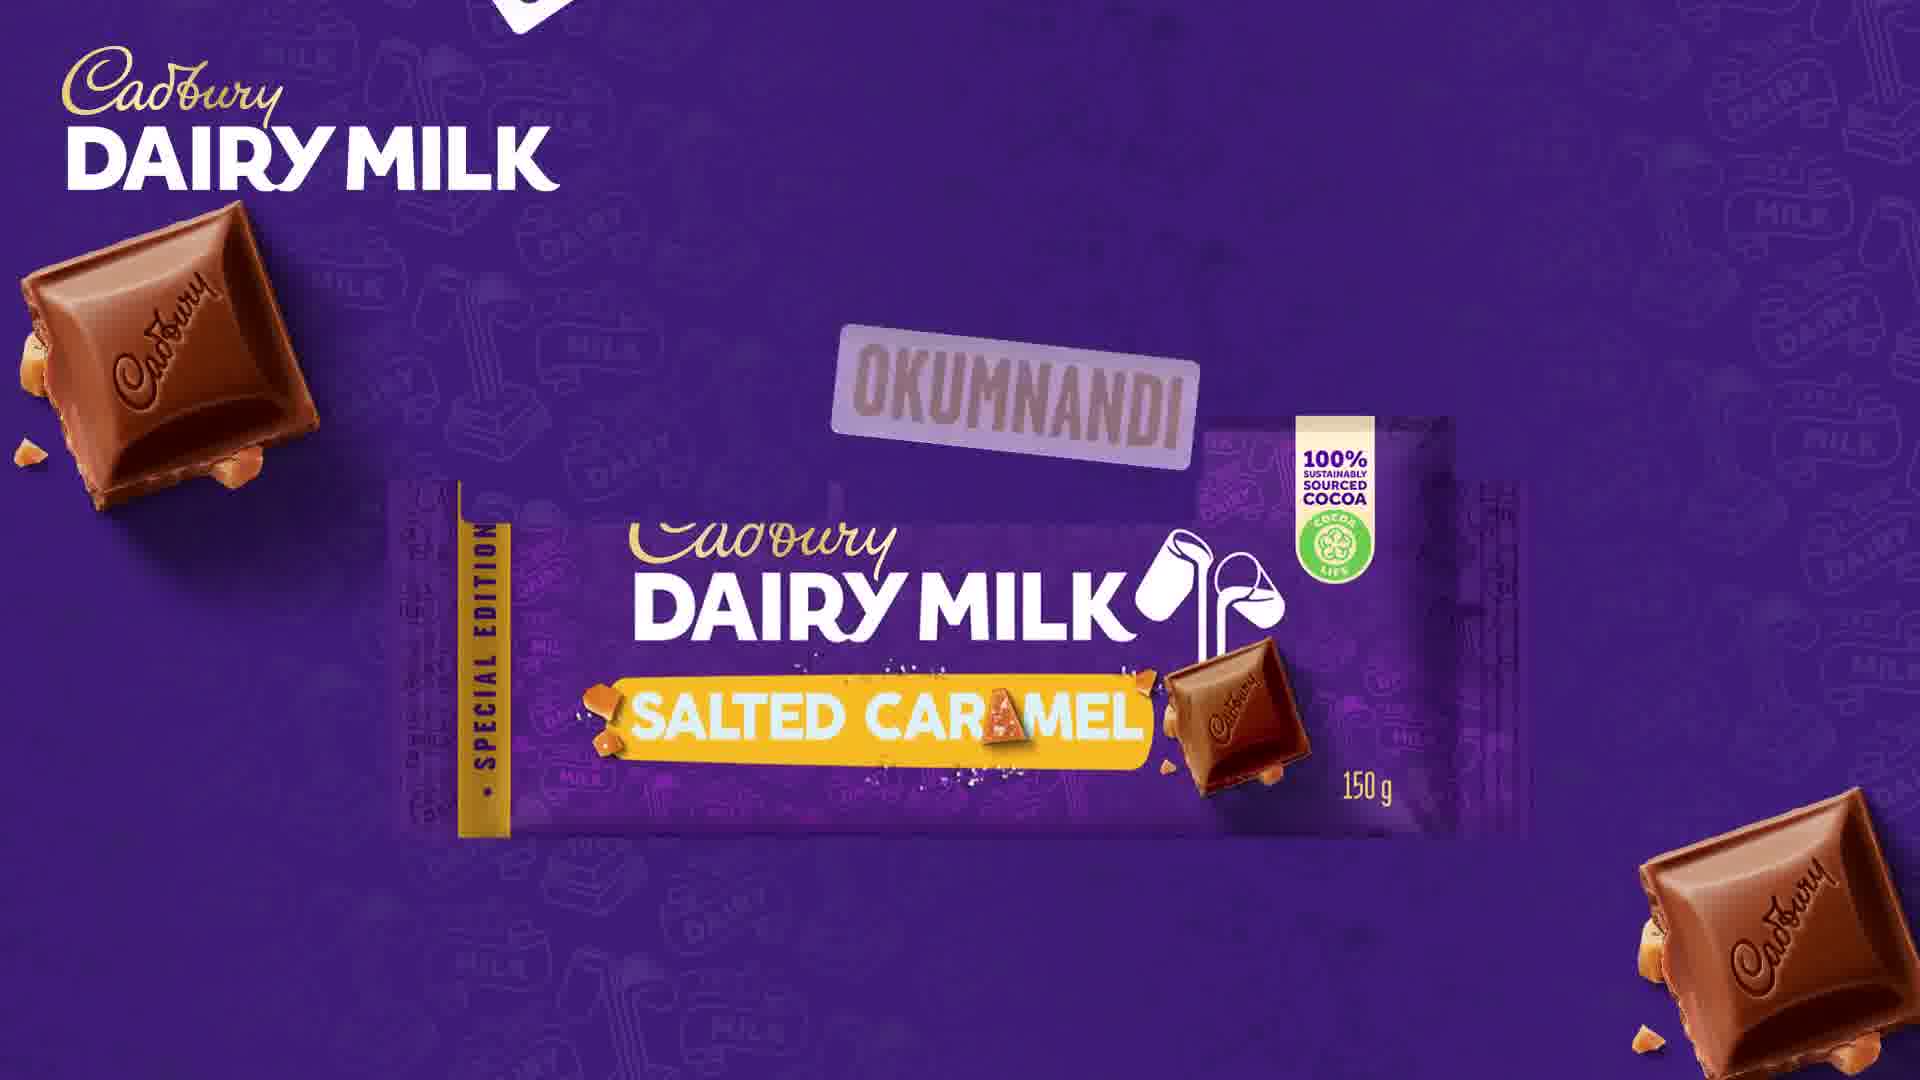 Cadbury
DAIRY MILK
Cadbury
OKUMNANDI
100%
SUSTAINABLY
SOURCED
COCOA
COCOA
LIFE
• SPECIAL EDITION
Cadbury
DAIRY MILK
SALTED CARAMEL
Cadbury
150 g
Cadbury